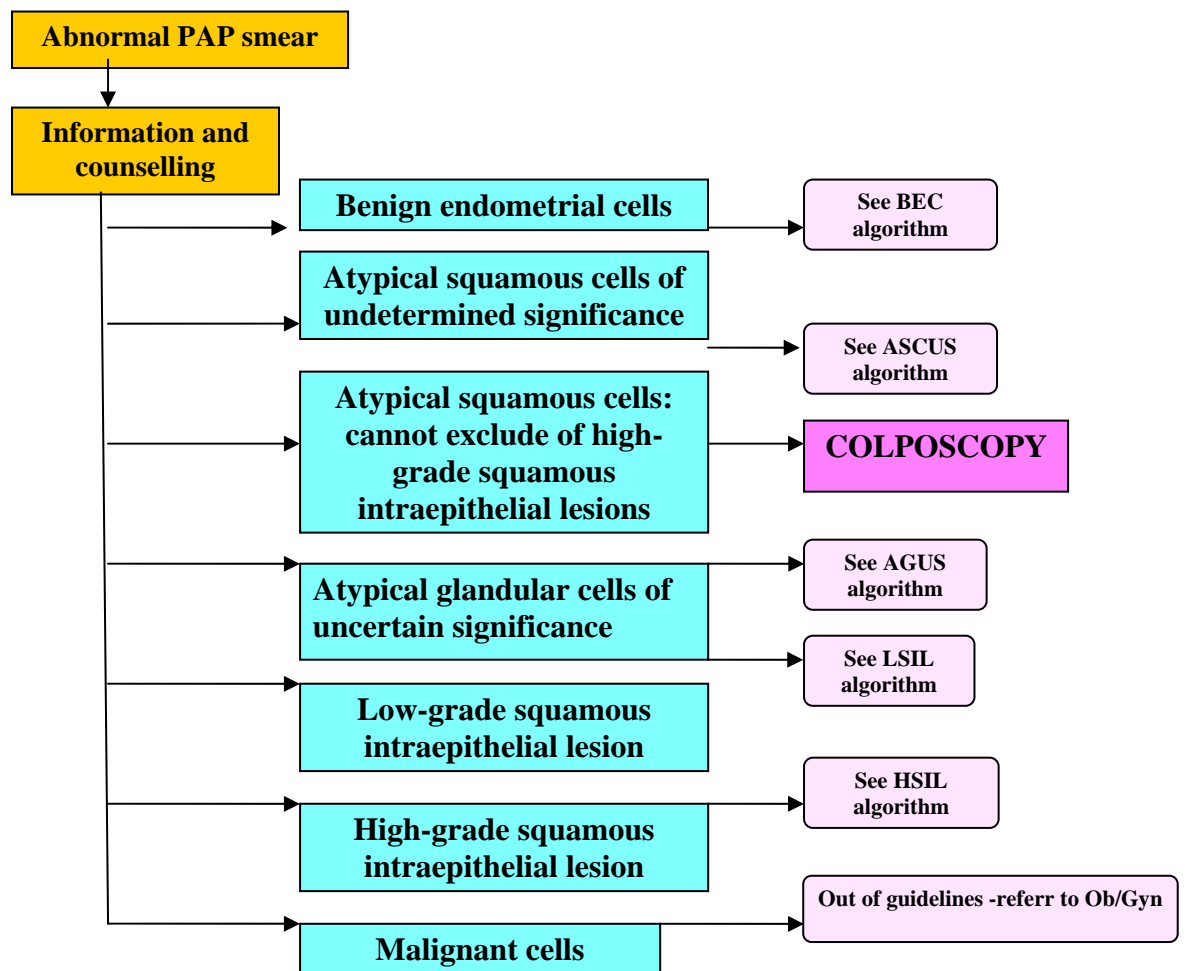 Abnormal PAP smear
Information and
counselling
Benign endometrial cells
See BEC
algorithm
Atypical squamous cells of
undetermined significance
See ASCUS
algorithm
Atypical squamous cells:
cannot exclude of high-
grade squamous
intraepithelial lesions
COLPOSCOPY
Atypical glandular cells of
uncertain significance
See AGUS
algorithm
See LSIL
algorithm
Low-grade squamous
intraepithelial lesion
See HSIL
algorithm
High-grade squamous
intraepithelial lesion
Out of guidelines -referr to Ob/Gyn
Malignant cells